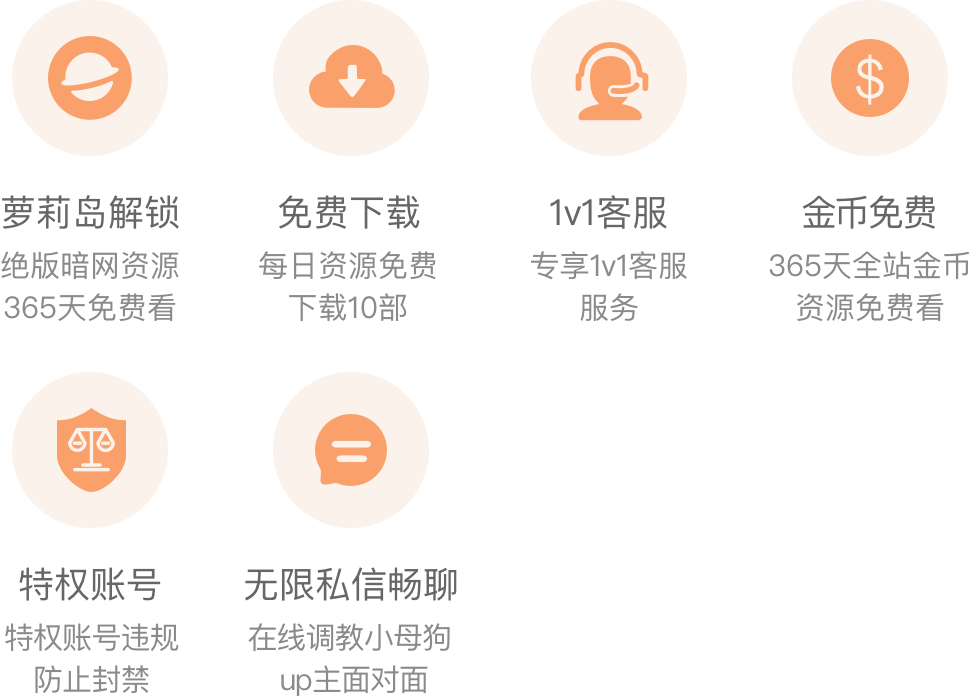 萝莉岛解锁
绝版暗网资源
365天免费看
免费下载
每日资源免费
下载10部
1v1客服
专享1v1客服
服务
金币免费
365天全站金币
资源免费看
特权账号
特权账号违规
防止封禁
无限私信畅聊
在线调教小母狗
up主面对面